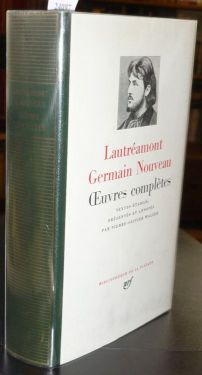 Lautréamont
Germain Nouveau
Œuvres complètes
TEXTES ÉTABLIS,
PRÉSENTÉS ET ANNOTÉS
PAR PIERRE-OLIVIER WALZER
BIBLIOTHÈQUE DE LA PLÉIADE
nrf